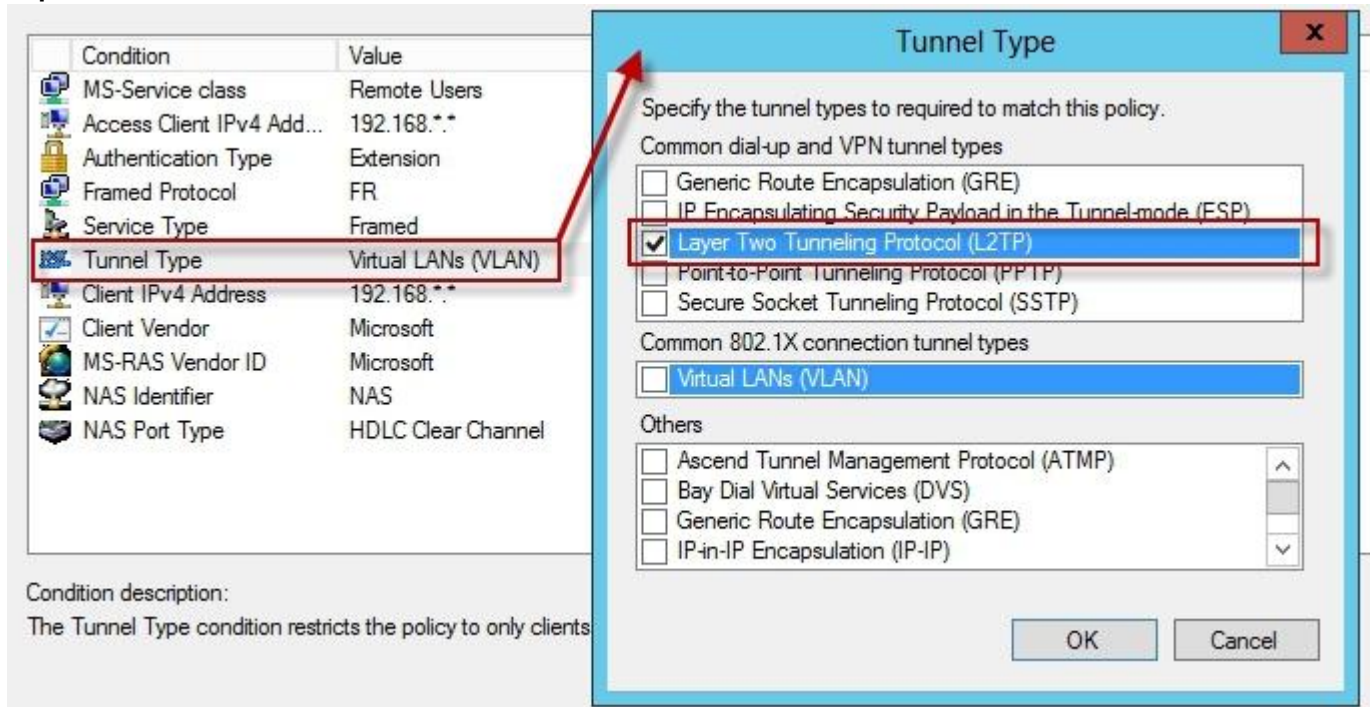 Condition Value
MS-Service class Remote Users
Access Client IPv4 Add... 192.168.*.*
Authentication Type Extension
Framed Protocol FR
Service Type Framed
Tunnel Type Virtual LANs (VLAN)
Client IPv4 Address 192.168.*.*
Client Vendor Microsoft
MS-RAS Vendor ID Microsoft
NAS Identifier NAS
NAS Port Type HDLC Clear Channel
Condition description:
The Tunnel Type condition restricts the policy to only clients
Tunnel Type
x
Specify the tunnel types to required to match this policy.
Common dial-up and VPN tunnel types
Generic Route Encapsulation (GRE)
IP Encapsulating Security Payload in the Tunnel-mode (ESP)
Layer Two Tunneling Protocol (L2TP)
Point-to-Point Tunneling Protocol (PPTP)
Secure Socket Tunneling Protocol (SSTP)
Common 802.1X connection tunnel types
Virtual LANs (VLAN)
Others
Ascend Tunnel Management Protocol (ATMP)
Bay Dial Virtual Services (DVS)
Generic Route Encapsulation (GRE)
IP-in-IP Encapsulation (IP-IP)
OK Cancel